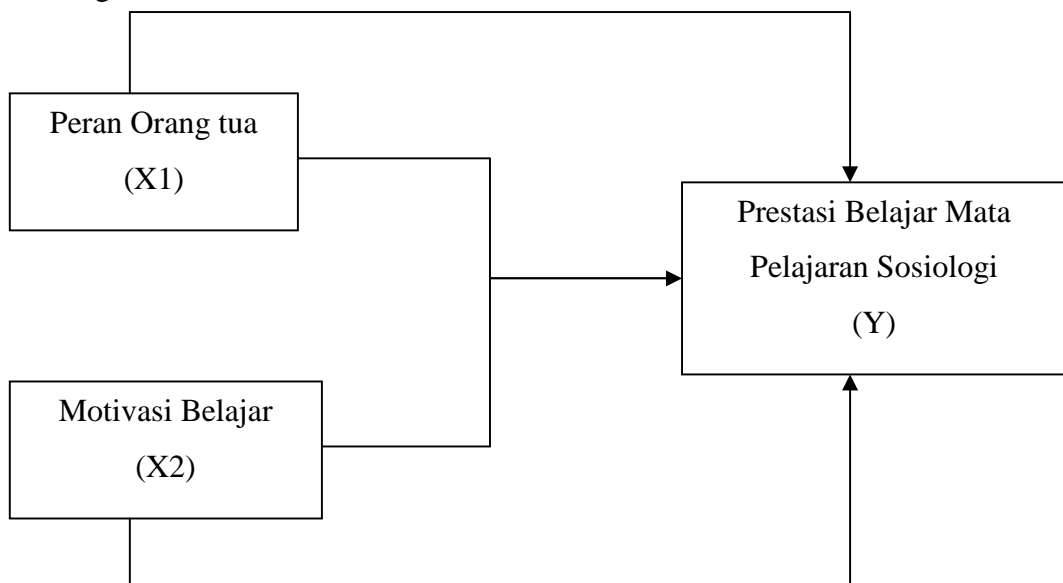 Peran Orang tua
(X1)
Prestasi Belajar Mata
Pelajaran Sosiologi
(Y)
Motivasi Belajar
(X2)